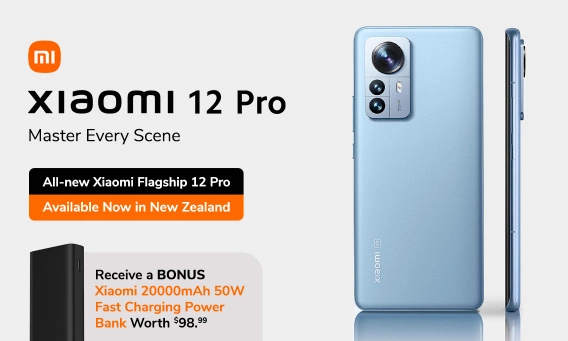 mi
xiaomi 12 Pro
Master Every Scene
All-new Xiaomi Flagship 12 Pro
Available Now in New Zealand
Receive a BONUS
Xiaomi 20000mAh 50W
Fast Charging Power
Bank Worth $98.99
xiaomi